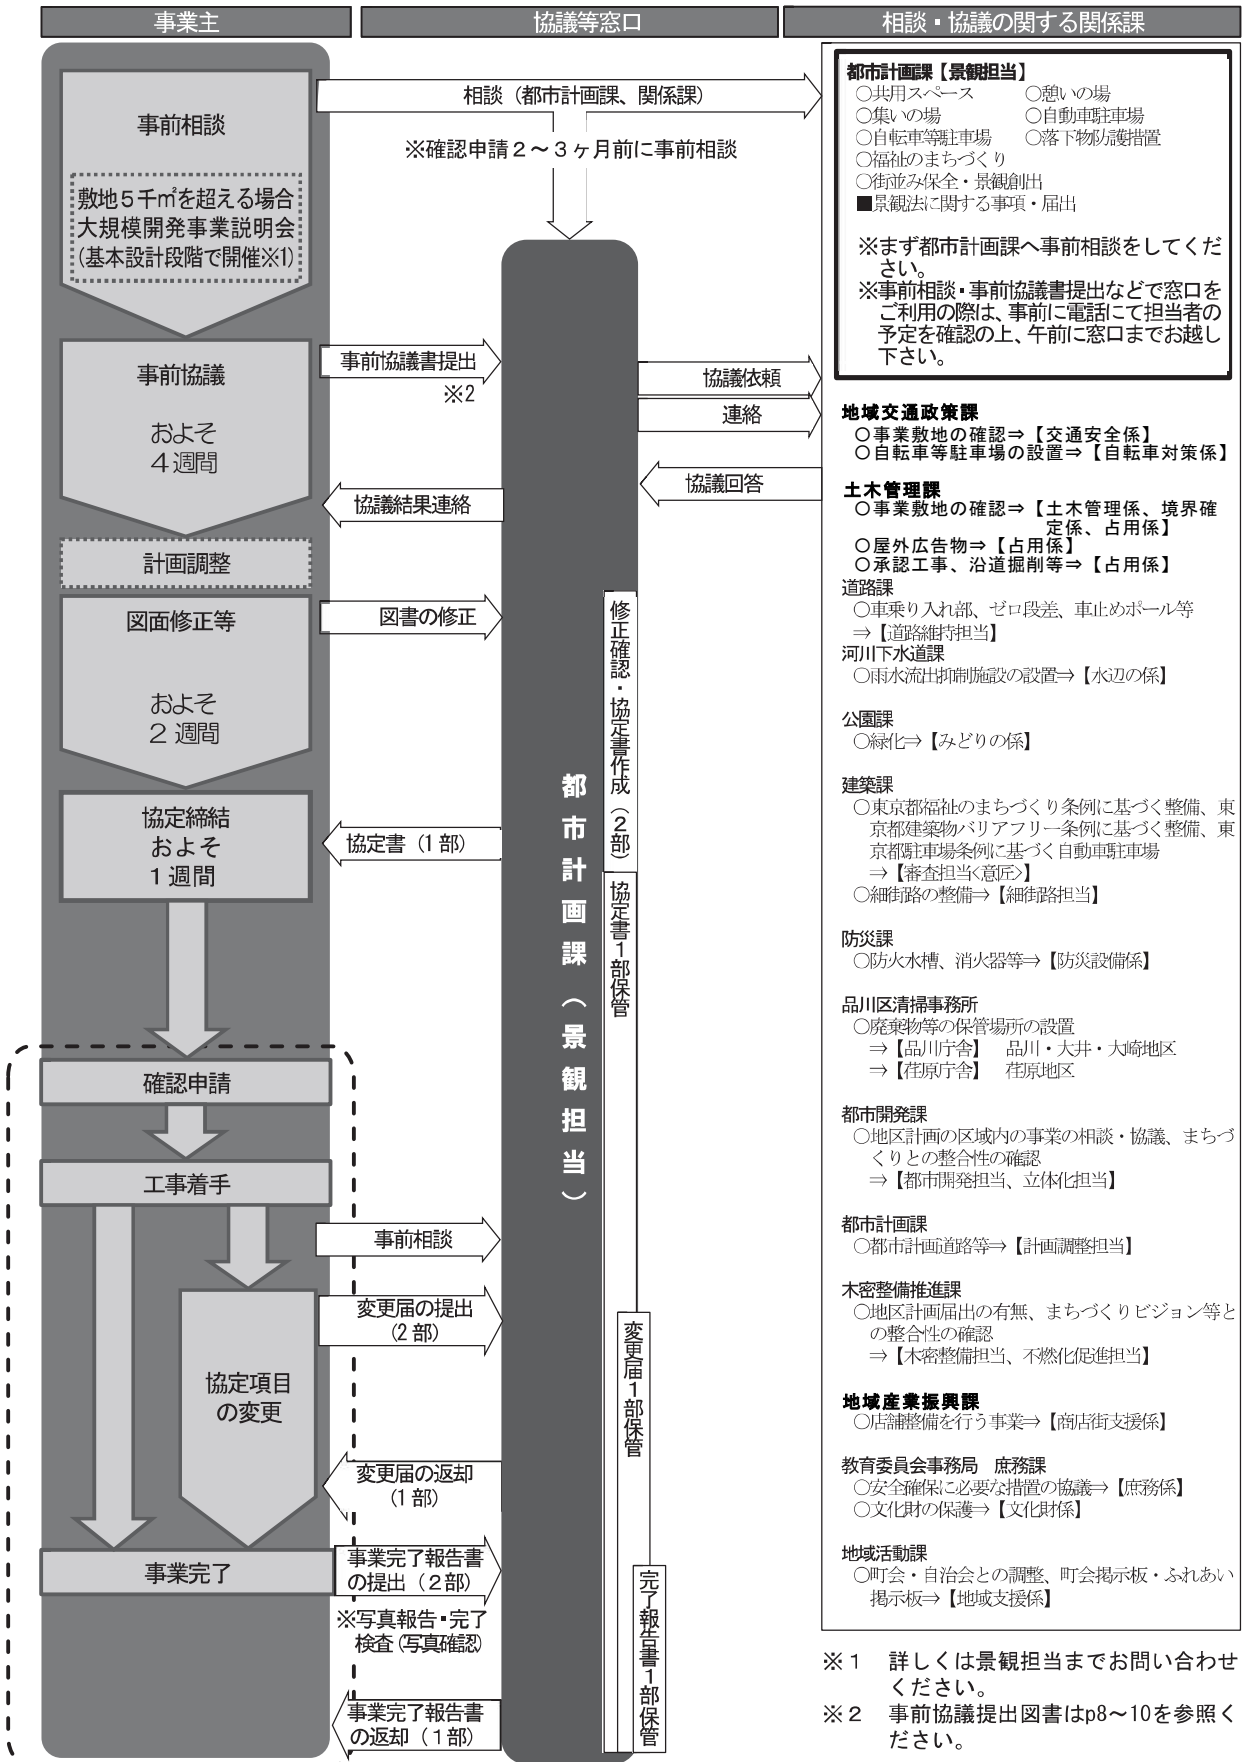 事業主
協議等窓口
相談・協議の関する関係課
事前相談
敷地５千㎡を超える場合
大規模開発事業説明会
(基本設計段階で開催※1)
相談（都市計画課、関係課）
※確認申請２～３ヶ月前に事前相談
事前協議
およそ
４週間
事前協議書提出
※2
協議依頼
連絡
協議回答
協議結果連絡
計画調整
図面修正等
およそ
２週間
図書の修正
修正確認・協定書作成（２部）
協定締結
およそ
１週間
協定書（１部）
協定書１部保管
都市計画課（景観担当）
確認申請
工事着手
事前相談
変更届の提出
（２部）
協定項目
の変更
変更届１部保管
変更届の返却
（１部）
事業完了
事業完了報告書
の提出（２部）
※写真報告・完了
検査（写真確認）
完了報告書１部保管
事業完了報告書
の返却（１部）
都市計画課【景観担当】
○共用スペース　○憩いの場
○集いの場　○自動車駐車場
○自転車等駐車場　○落下物防護措置
○福祉のまちづくり
○街並み保全・景観創出
■景観法に関する事項・届出
※まず都市計画課へ事前相談をしてくだ
さい。
※事前相談・事前協議書提出などで窓口を
ご利用の際は、事前に電話にて担当者の
予定を確認の上、午前に窓口までお越し
下さい。
地域交通政策課
○事業敷地の確認⇒【交通安全係】
○自転車等駐車場の設置⇒【自転車対策係】
土木管理課
○事業敷地の確認⇒【土木管理係、境界確
定係、占用係】
○屋外広告物⇒【占用係】
○承認工事、沿道掘削等⇒【占用係】
道路課
○車乗り入れ部、ゼロ段差、車止めポール等
⇒【道路維持担当】
河川下水道課
○雨水流出抑制施設の設置⇒【水辺の係】
公園課
○緑化⇒【みどりの係】
建築課
○東京都福祉のまちづくり条例に基づく整備、東
京都建築物バリアフリー条例に基づく整備、東
京都駐車場条例に基づく自動車駐車場
⇒【審査担当<意匠>】
○細街路の整備⇒【細街路担当】
防災課
○防火水槽、消火器等⇒【防災設備係】
品川区清掃事務所
○廃棄物等の保管場所の設置
⇒【品川庁舎】　品川・大井・大崎地区
⇒【荏原庁舎】　荏原地区
都市開発課
○地区計画の区域内の事業の相談・協議、まちづ
くりとの整合性の確認
⇒【都市開発担当、立体化担当】
都市計画課
○都市計画道路等⇒【計画調整担当】
木密整備推進課
○地区計画届出の有無、まちづくりビジョン等と
の整合性の確認
⇒【木密整備担当、不燃化促進担当】
地域産業振興課
○店舗整備を行う事業⇒【商店街支援係】
教育委員会事務局　庶務課
○安全確保に必要な措置の協議⇒【庶務係】
○文化財の保護⇒【文化財係】
地域活動課
○町会・自治会との調整、町会掲示板・ふれあい
掲示板⇒【地域支援係】
※１　詳しくは景観担当までお問い合わせ
ください。
※２　事前協議提出図書はp8～10を参照く
ださい。